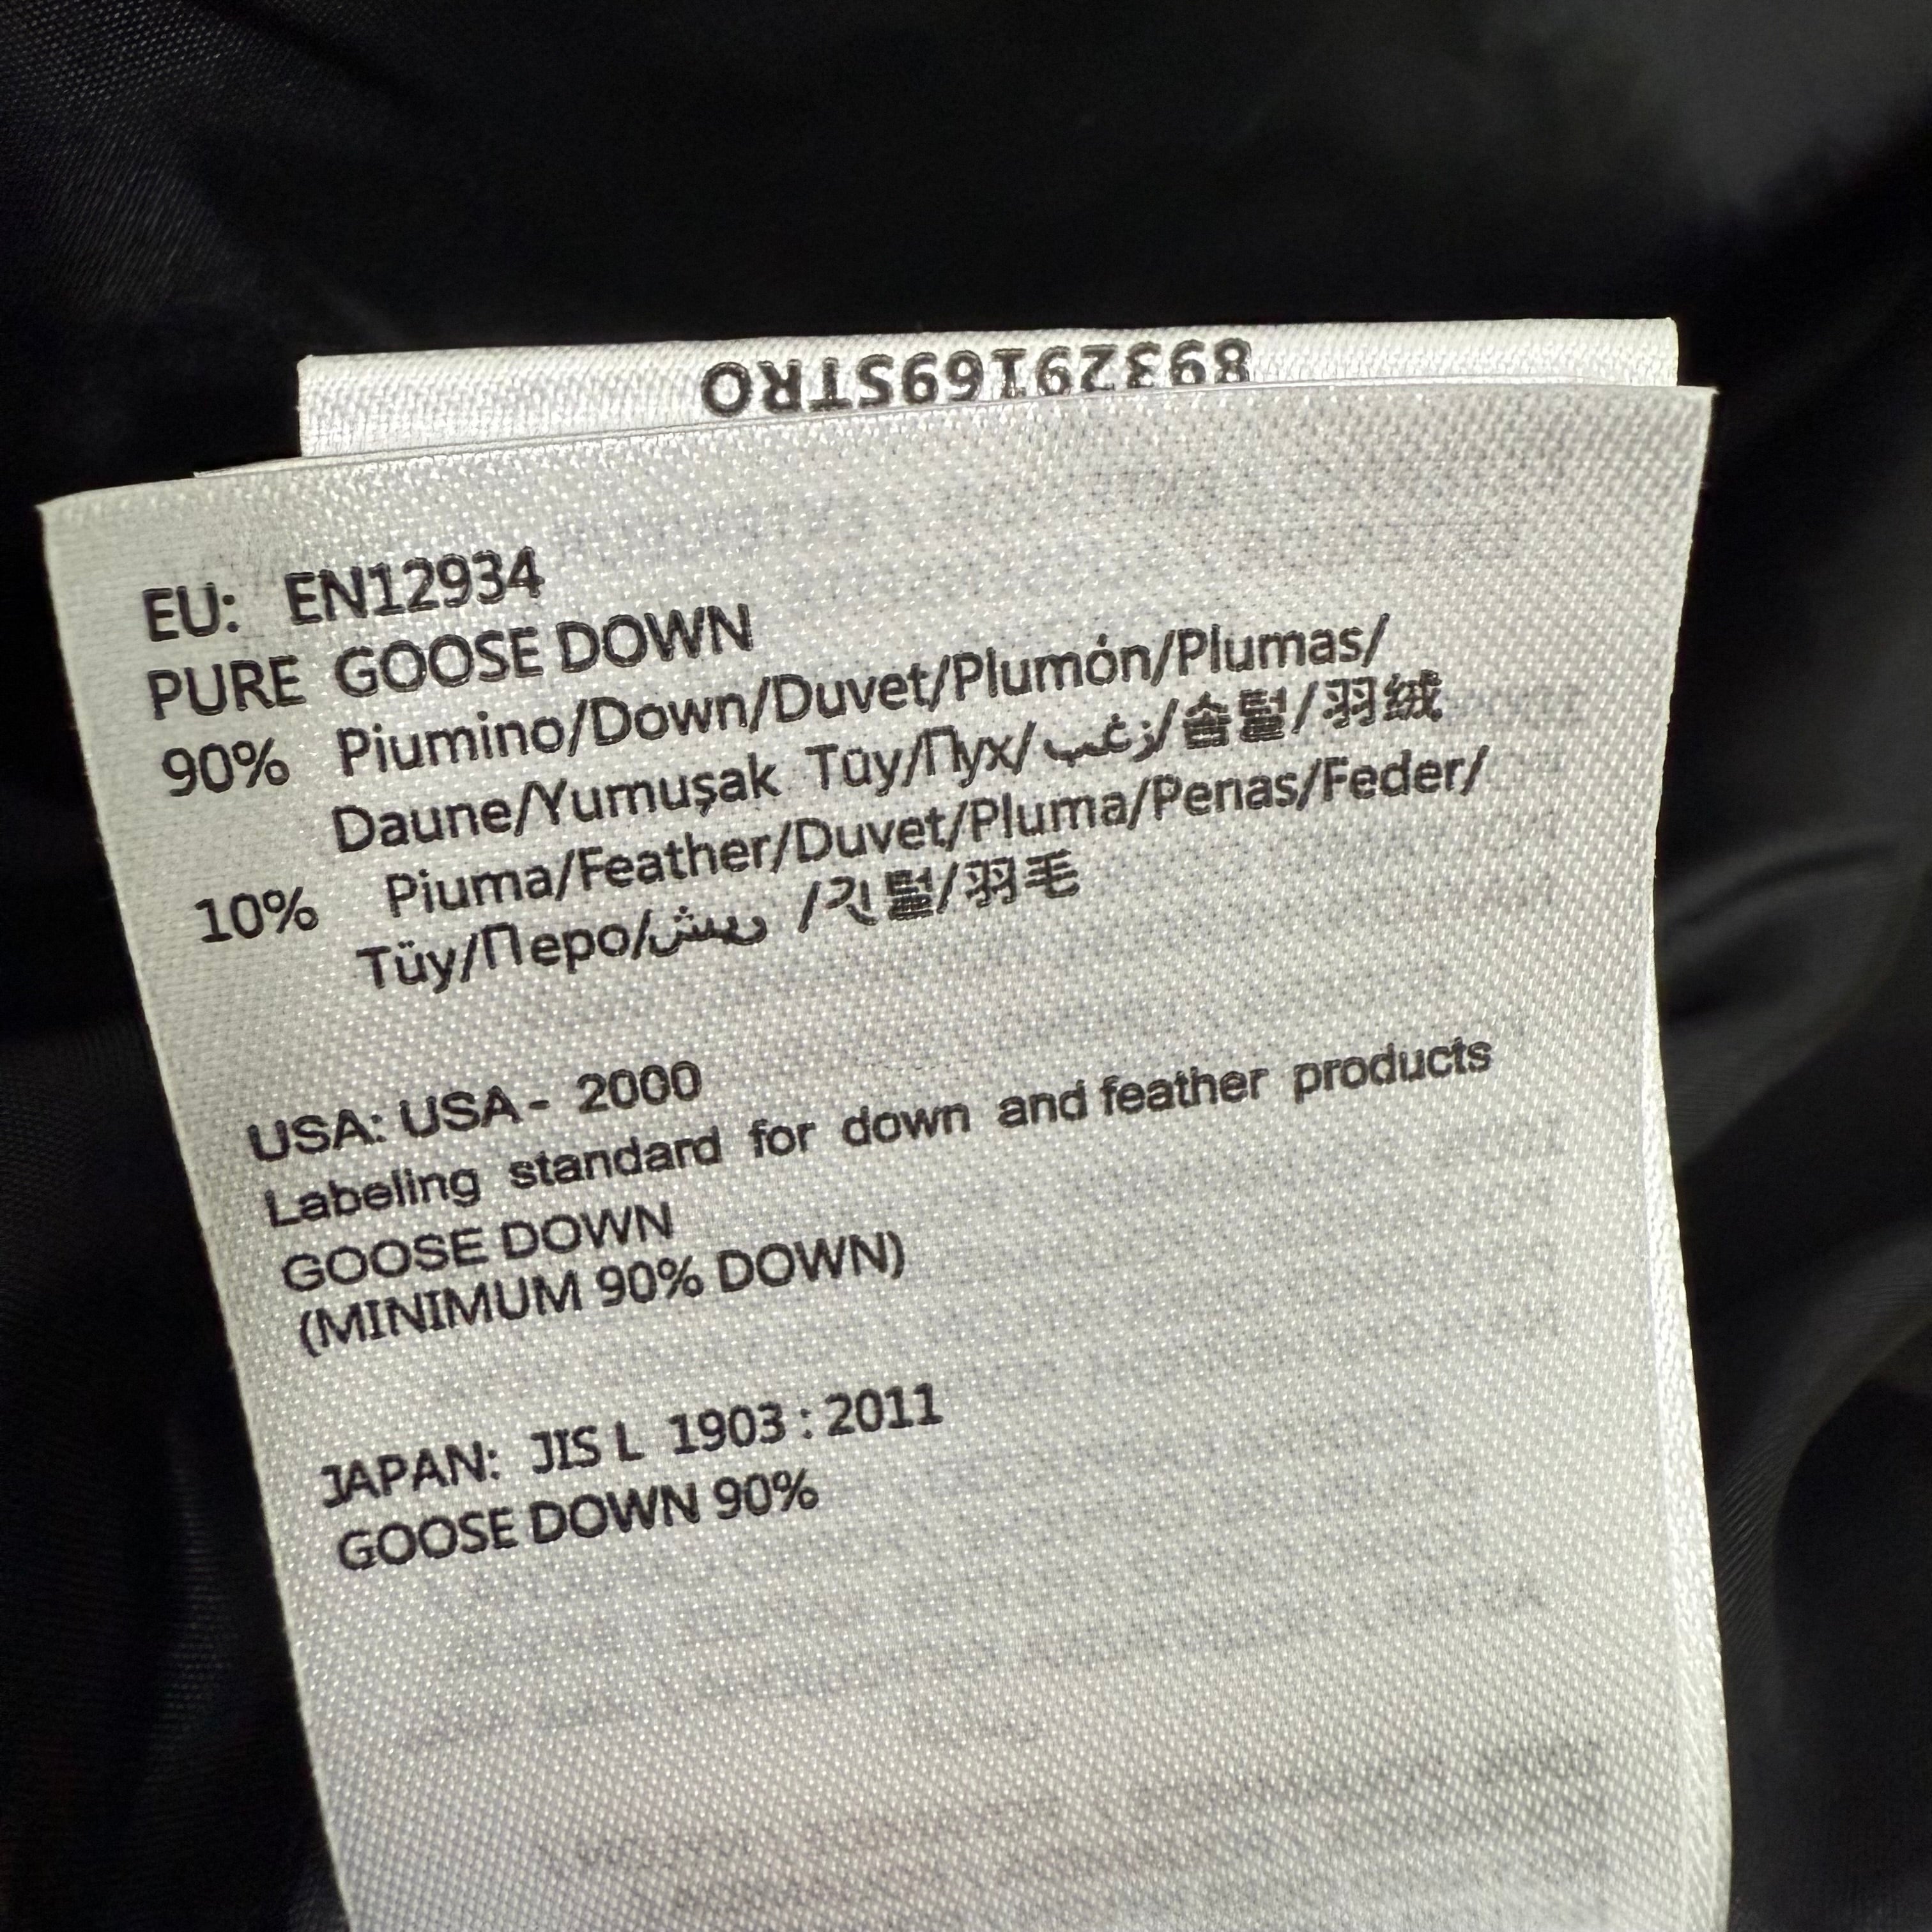 89329169STRO
EU: EN12934
PURE GOOSE DOWN
90% Piumino/Down/Duvet/Plumón/Plumas/
Daune/Yumuşak Tüy/Пух/زغب/솜털/羽绒
10% Piuma/Feather/Duvet/Pluma/Penas/Feder/
Tüy/Перо/ريش /깃털/羽毛
USA: USA- 2000
Labeling standard for down and feather products
GOOSE DOWN
(MINIMUM 90% DOWN)
JAPAN: JIS L 1903 : 2011
GOOSE DOWN 90%